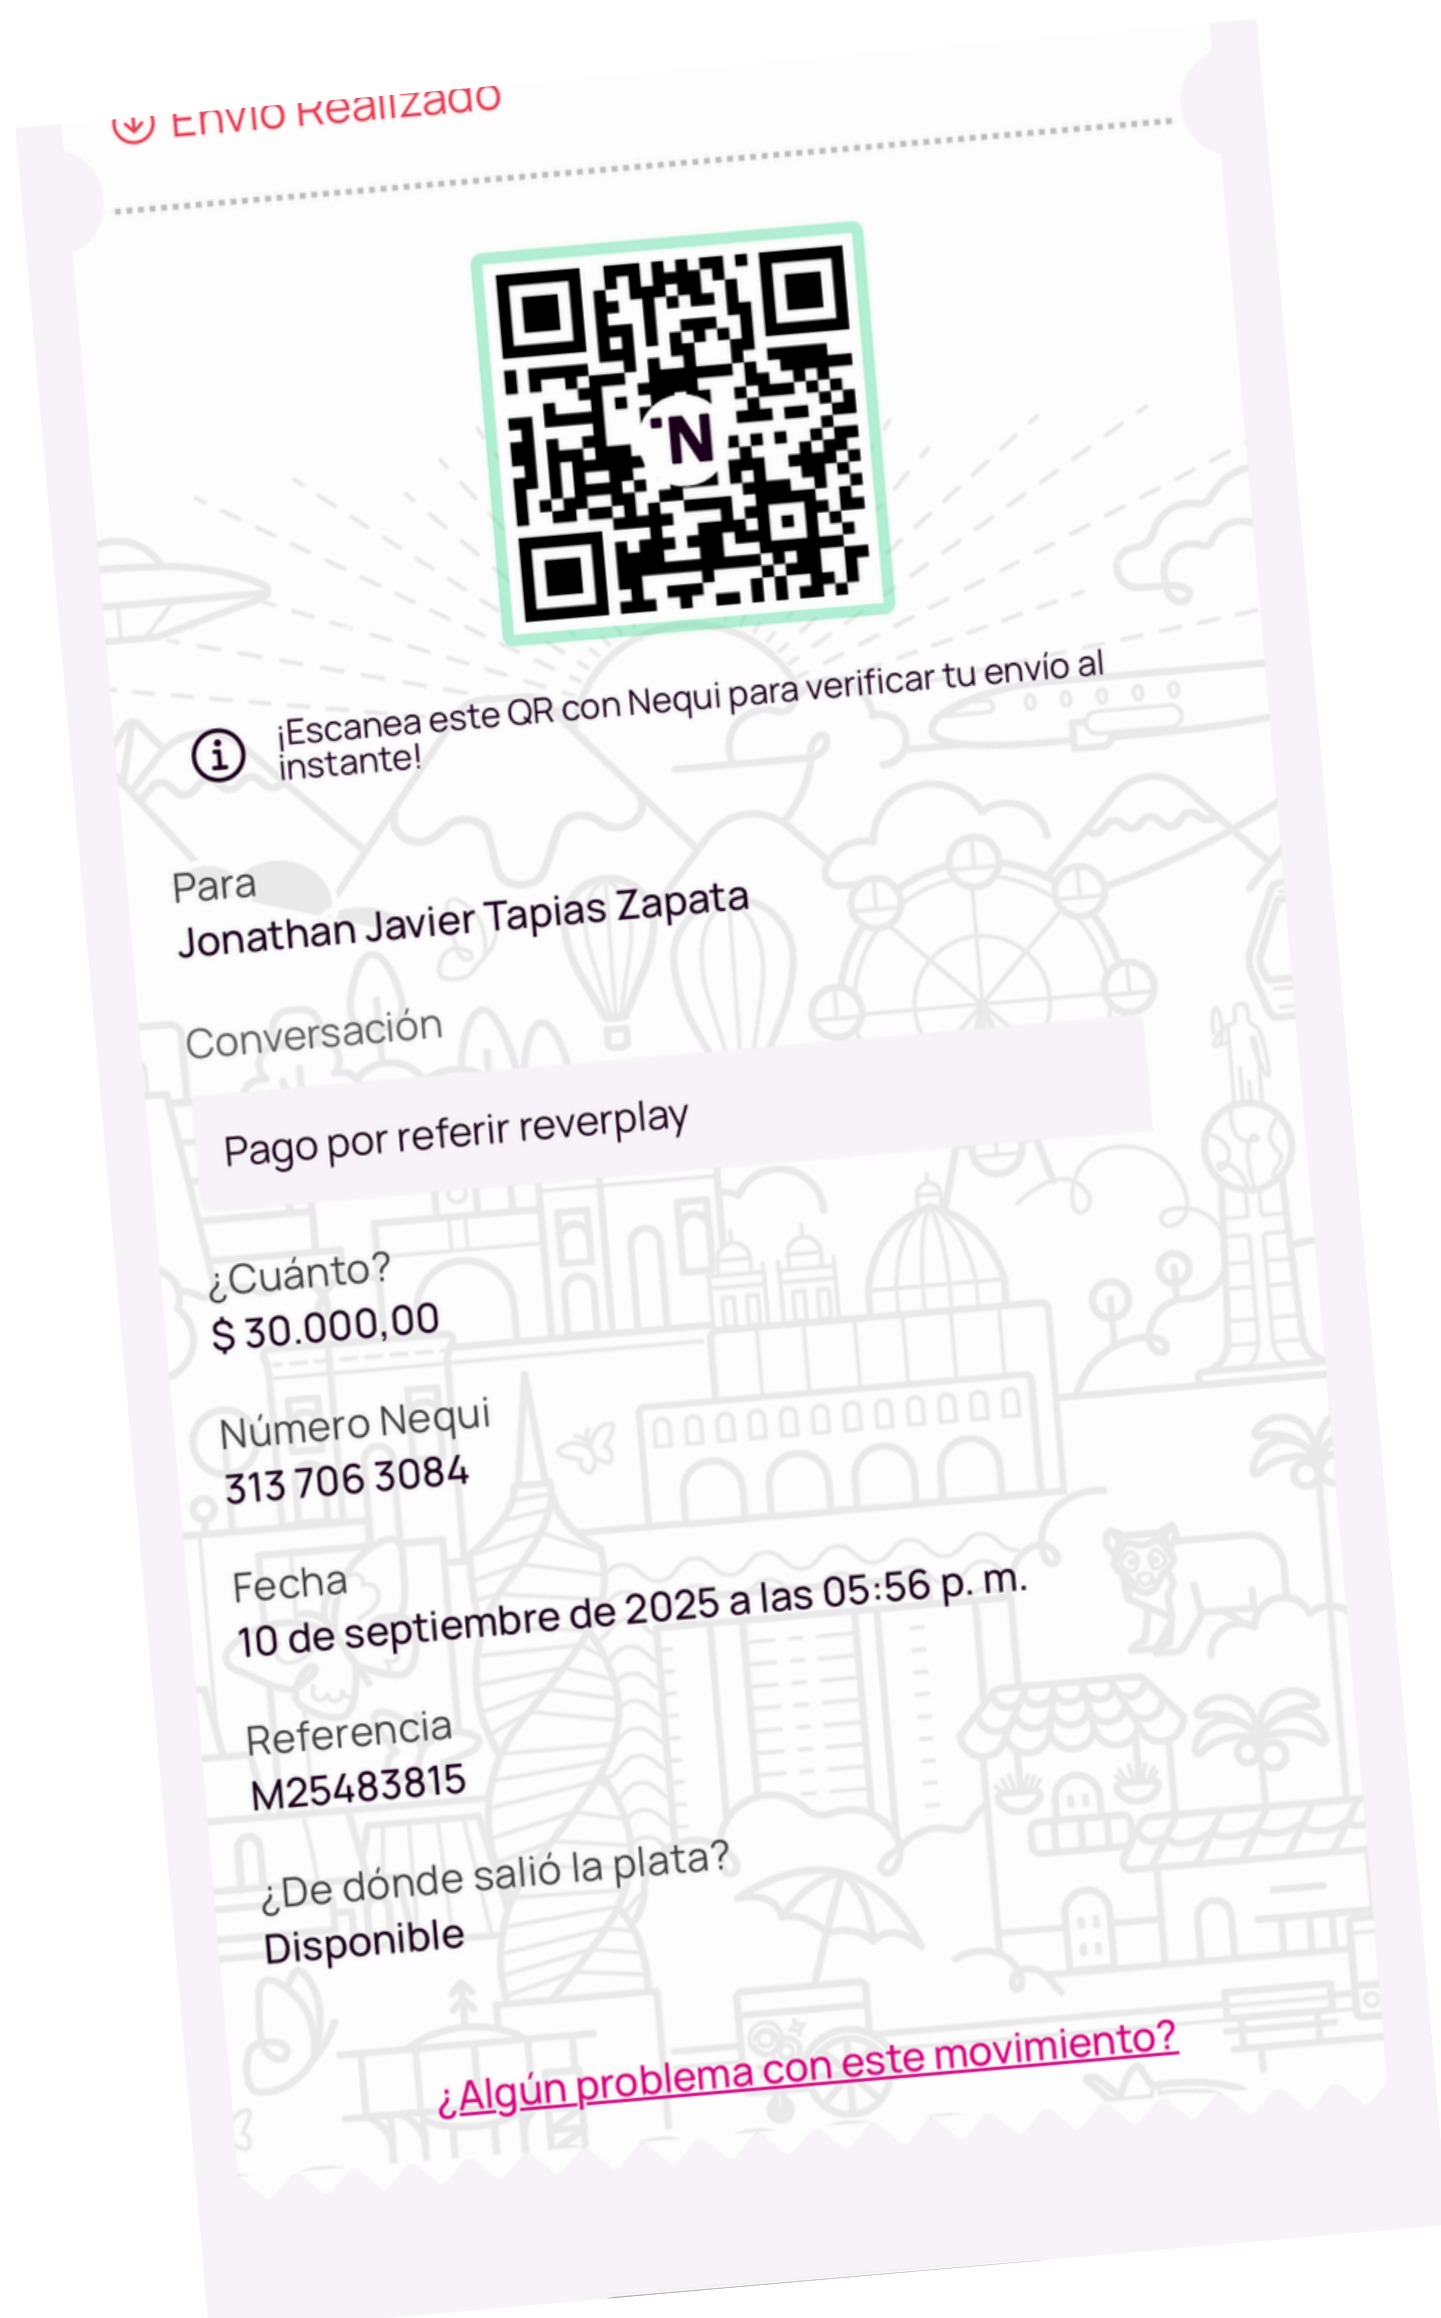 Envío Realizado
N
¡Escanea este QR con Nequi para verificar tu envío al
instante!
Para
Jonathan Javier Tapias Zapata
Conversación
Pago por referir reverplay
¿Cuánto?
$ 30.000,00
Número Nequi
313 706 3084
Fecha
10 de septiembre de 2025 a las 05:56 p. m.
Referencia
M25483815
¿De dónde salió la plata?
Disponible
¿Algún problema con este movimiento?